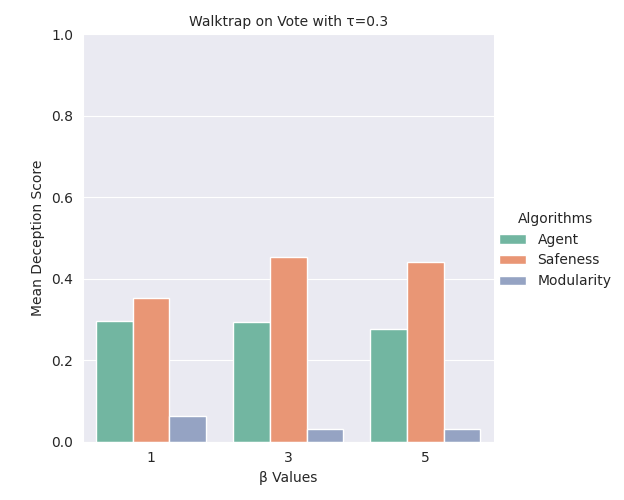 Walktrap on Vote with τ=0.3
1.0
0.8
0.6
0.4
0.2
0.0
Mean Deception Score
1 3 5
β Values
Algorithms
Agent
Safeness
Modularity